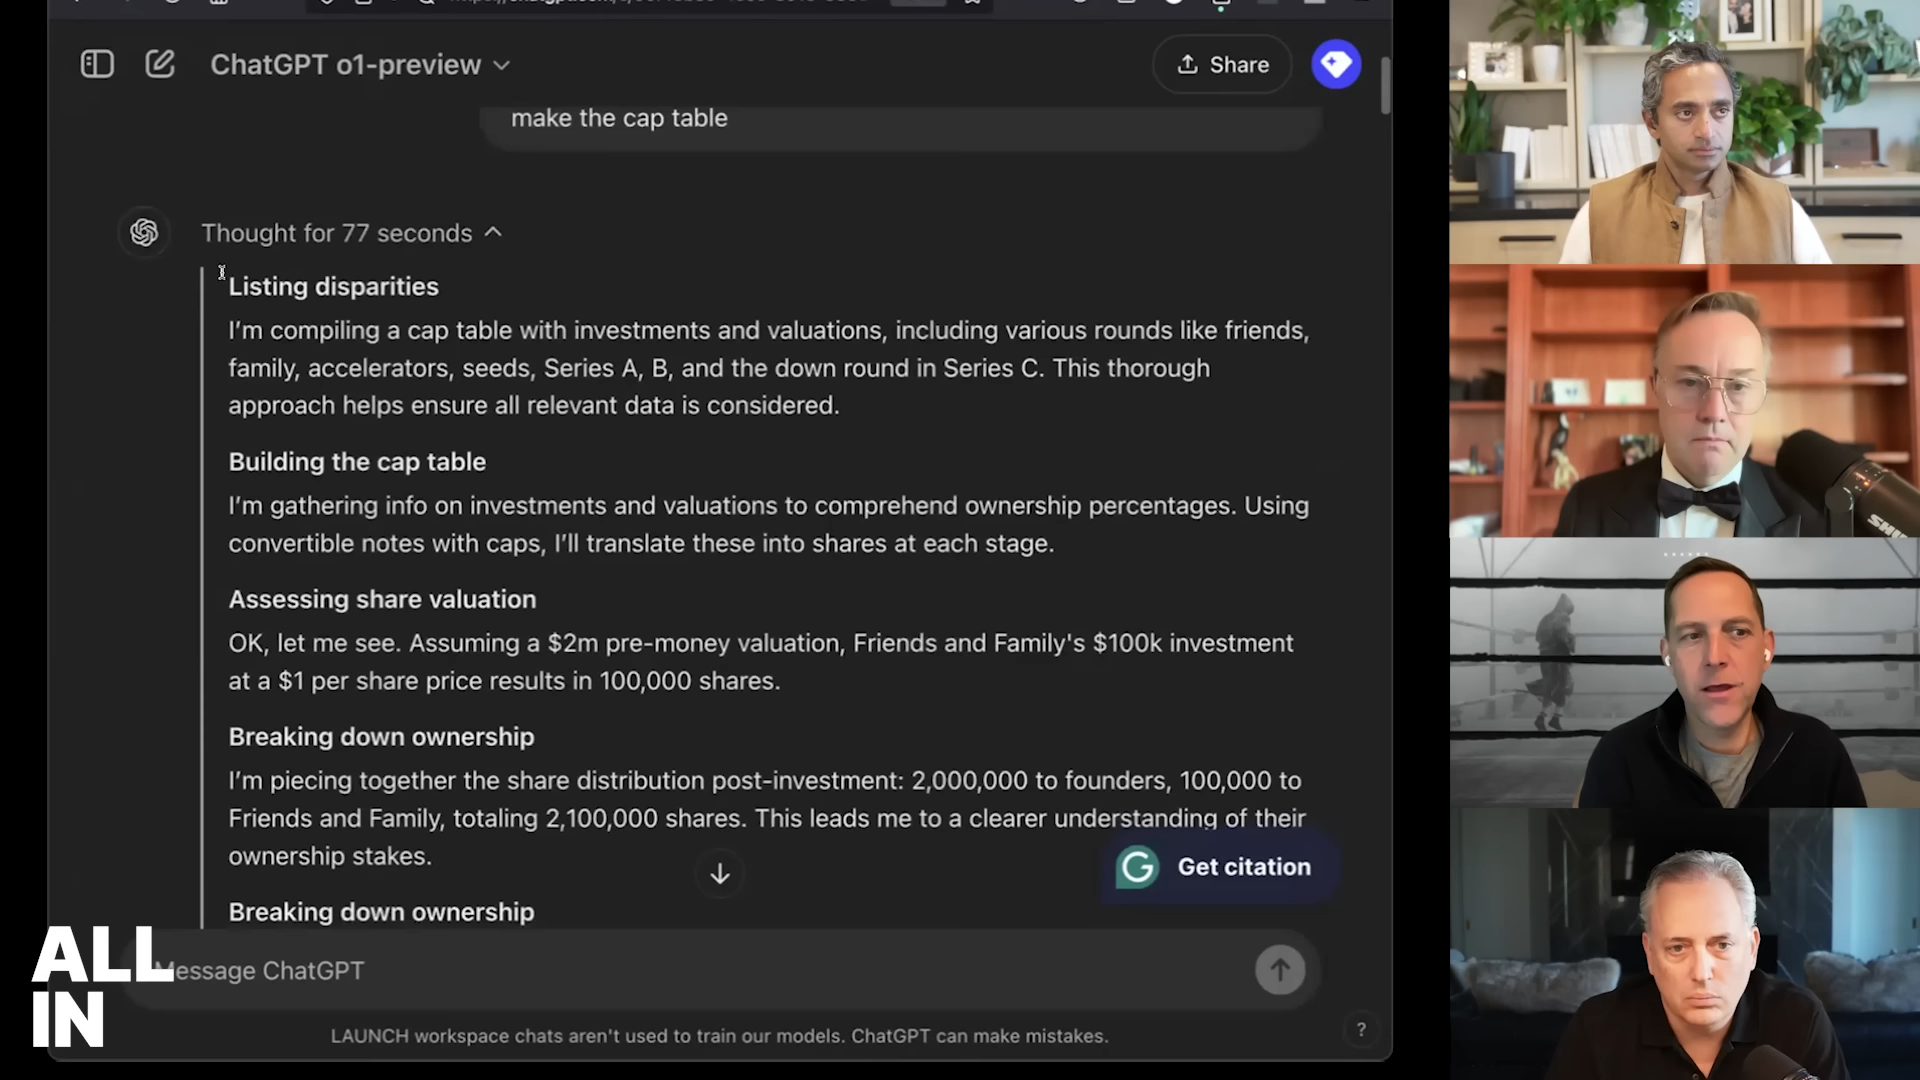 ChatGPT o1-preview
Share
make the cap table
Thought for 77 seconds
Listing disparities
I'm compiling a cap table with investments and valuations, including various rounds like friends,
family, accelerators, seeds, Series A, B, and the down round in Series C. This thorough
approach helps ensure all relevant data is considered.
Building the cap table
I'm gathering info on investments and valuations to comprehend ownership percentages. Using
convertible notes with caps, I'll translate these into shares at each stage.
Assessing share valuation
OK, let me see. Assuming a $2m pre-money valuation, Friends and Family's $100k investment
at a $1 per share price results in 100,000 shares.
Breaking down ownership
I'm piecing together the share distribution post-investment: 2,000,000 to founders, 100,000 to
Friends and Family, totaling 2,100,000 shares. This leads me to a clearer understanding of their
ownership stakes.
Get citation
Breaking down ownership
Message ChatGPT
LAUNCH workspace chats aren't used to train our models. ChatGPT can make mistakes.
?
ALL
IN